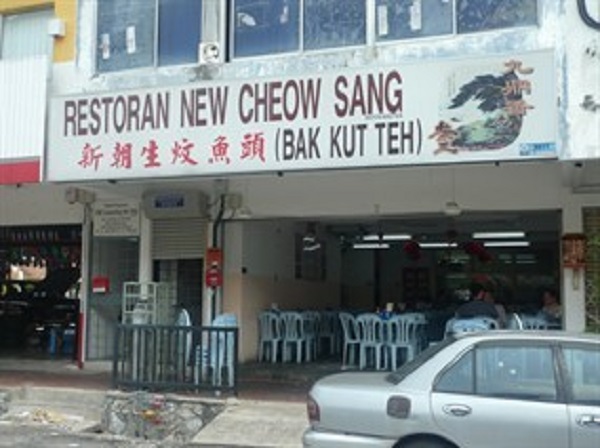 RESTORAN NEW CHEOW SANG
新朝生炆魚頭 (BAK KUT TEH)